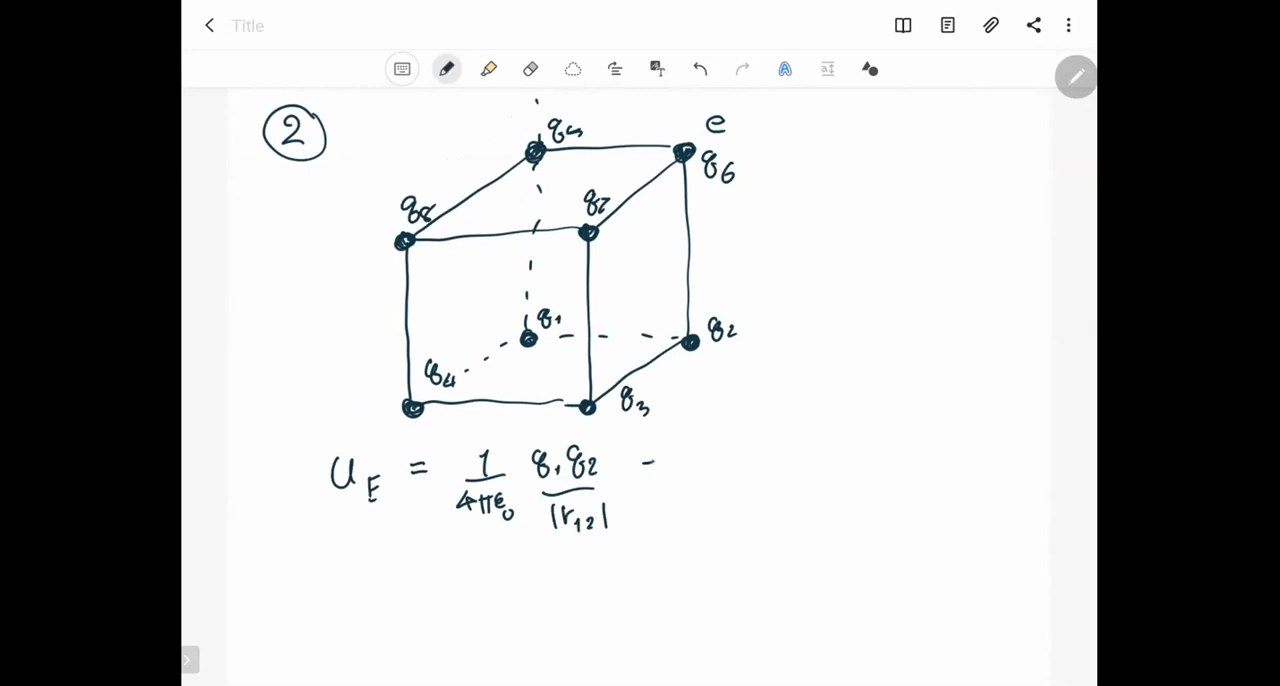 Title
2
q5
e
q6
q8
q7
q1
q2
q4
q3
U_E = 1/4πε₀ q₁q₂/|r₁₂| -